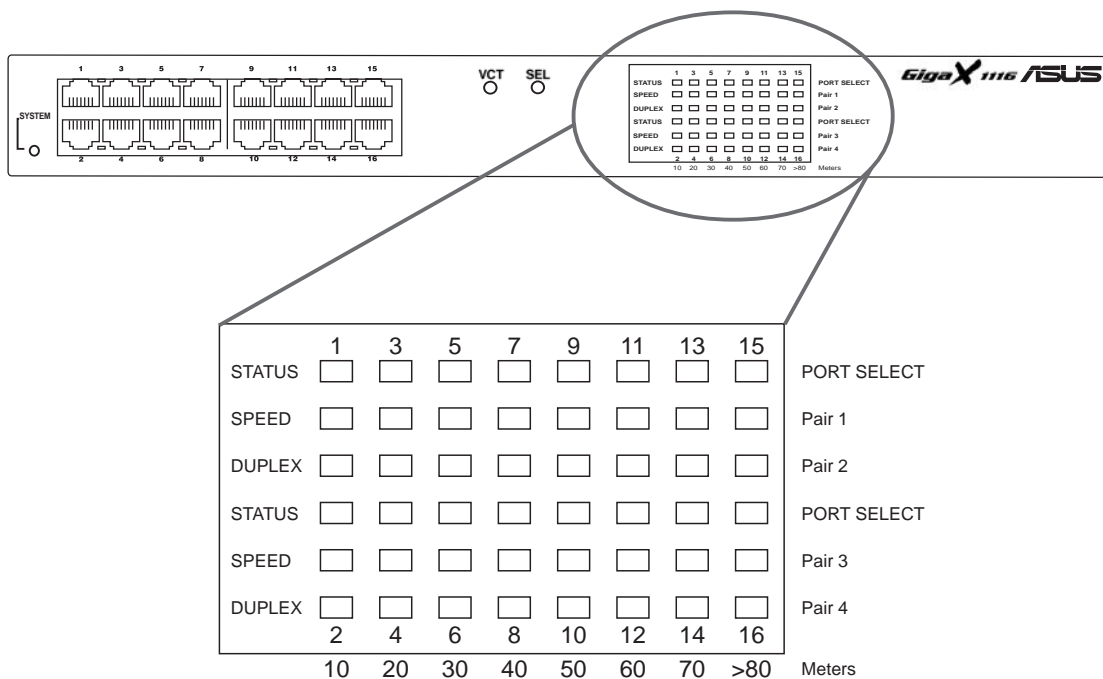 1 3 5 7 9 11 13 15
SYSTEM
2 4 6 8 10 12 14 16
VCT SEL
1 3 5 7 9 11 13 15
STATUS PORT SELECT
SPEED Pair 1
DUPLEX Pair 2
STATUS PORT SELECT
SPEED Pair 3
DUPLEX Pair 4
2 4 6 8 10 12 14 16
10 20 30 40 50 60 70 >80 Meters
GigaX 1116 ASUS
1 3 5 7 9 11 13 15
STATUS PORT SELECT
SPEED Pair 1
DUPLEX Pair 2
STATUS PORT SELECT
SPEED Pair 3
DUPLEX Pair 4
2 4 6 8 10 12 14 16
10 20 30 40 50 60 70 >80 Meters